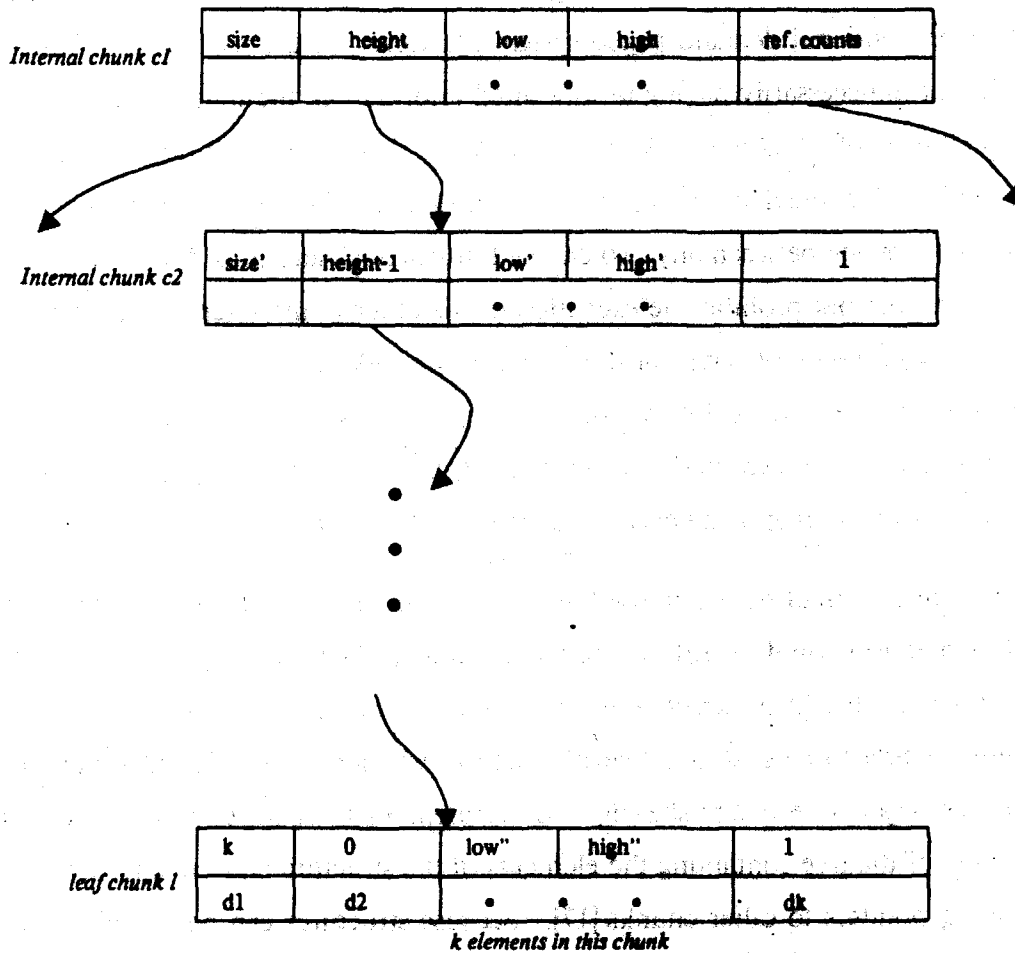 Internal chunk c1
size height low high ref. counts
• • •
Internal chunk c2
size' height-1 low' high' 1
• • •
•
•
•
leaf chunk l
k 0 low" high" 1
d1 d2 • • • dk
k elements in this chunk